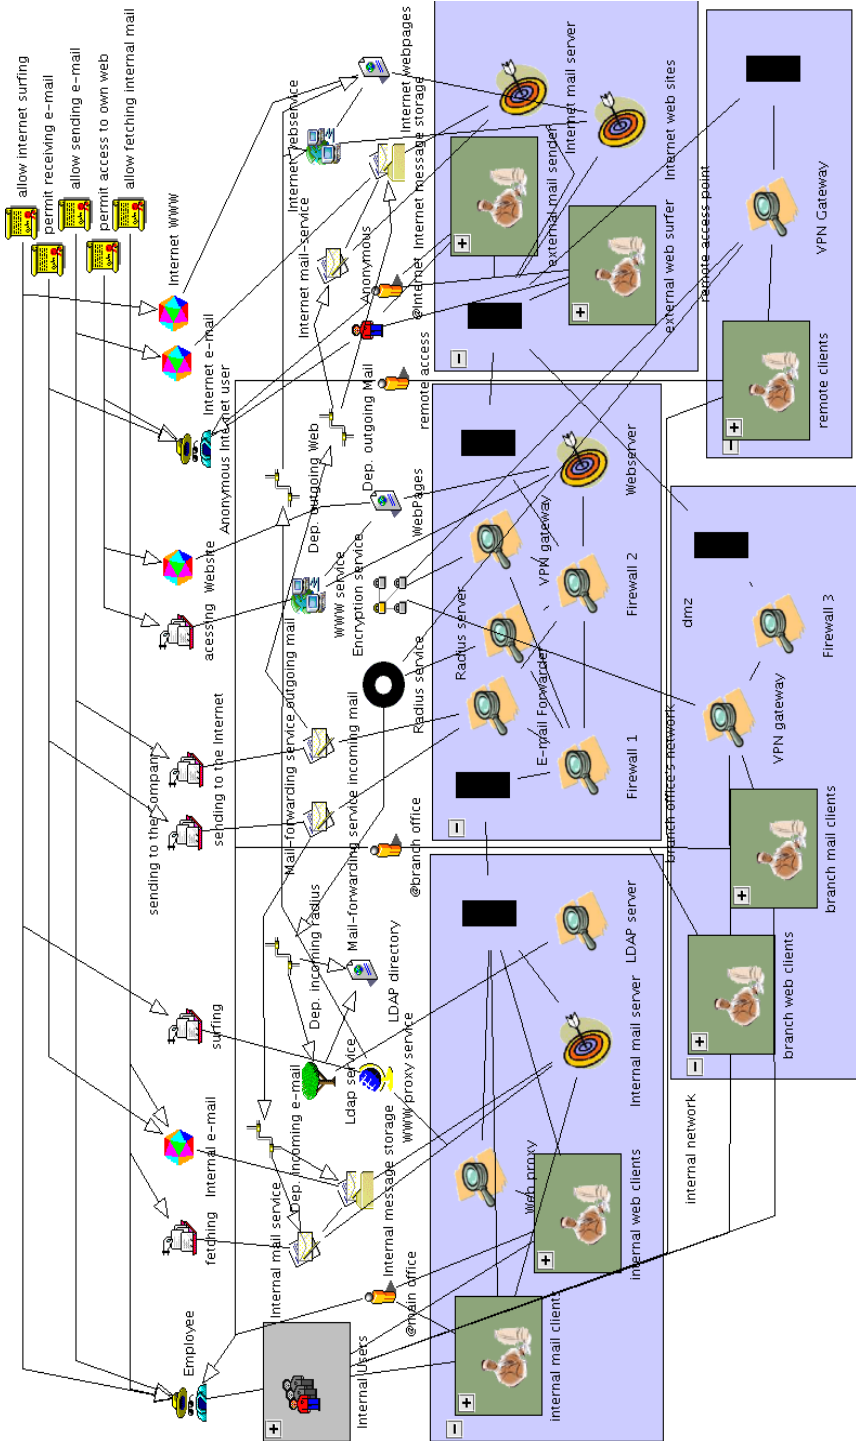 allow internet surfing
permit receiving e-mail
allow sending e-mail
permit access to own web
allow fetching internal mail
Employee
fetching
Internal e-mail
surfing
sending to the Company
sending to the Internet
acessing
Website
Anonymous Internet user
Internet e-mail
Internet WWW
Internal Users
Internal mail service
Dep. incoming e-mail
Internal message storage
Ldap service
WWW proxy service
Dep. incoming radius
LDAP directory
Mail-forwarding service incoming mail
Mail-forwarding service outgoing mail
Radius service
Encryption service
WWW service
WebPages
Dep. outgoing Web
Dep. outgoing Mail
Internet mail-service
Internet message storage
Internet webservice
Internet webpages
@main office
@branch office
remote access
@Internet
Anonymous
internal mail clients
internal web clients
Web proxy
Internal mail server
LDAP server
internal network
Firewall 1
E-mail Forwarder
Radius server
VPN gateway
Firewall 2
Webserver
dmz
external mail sender
external web surfer
Internet mail server
Internet web sites
branch web clients
branch mail clients
VPN gateway
Firewall 3
branch office's network
remote clients
VPN Gateway
remote access point